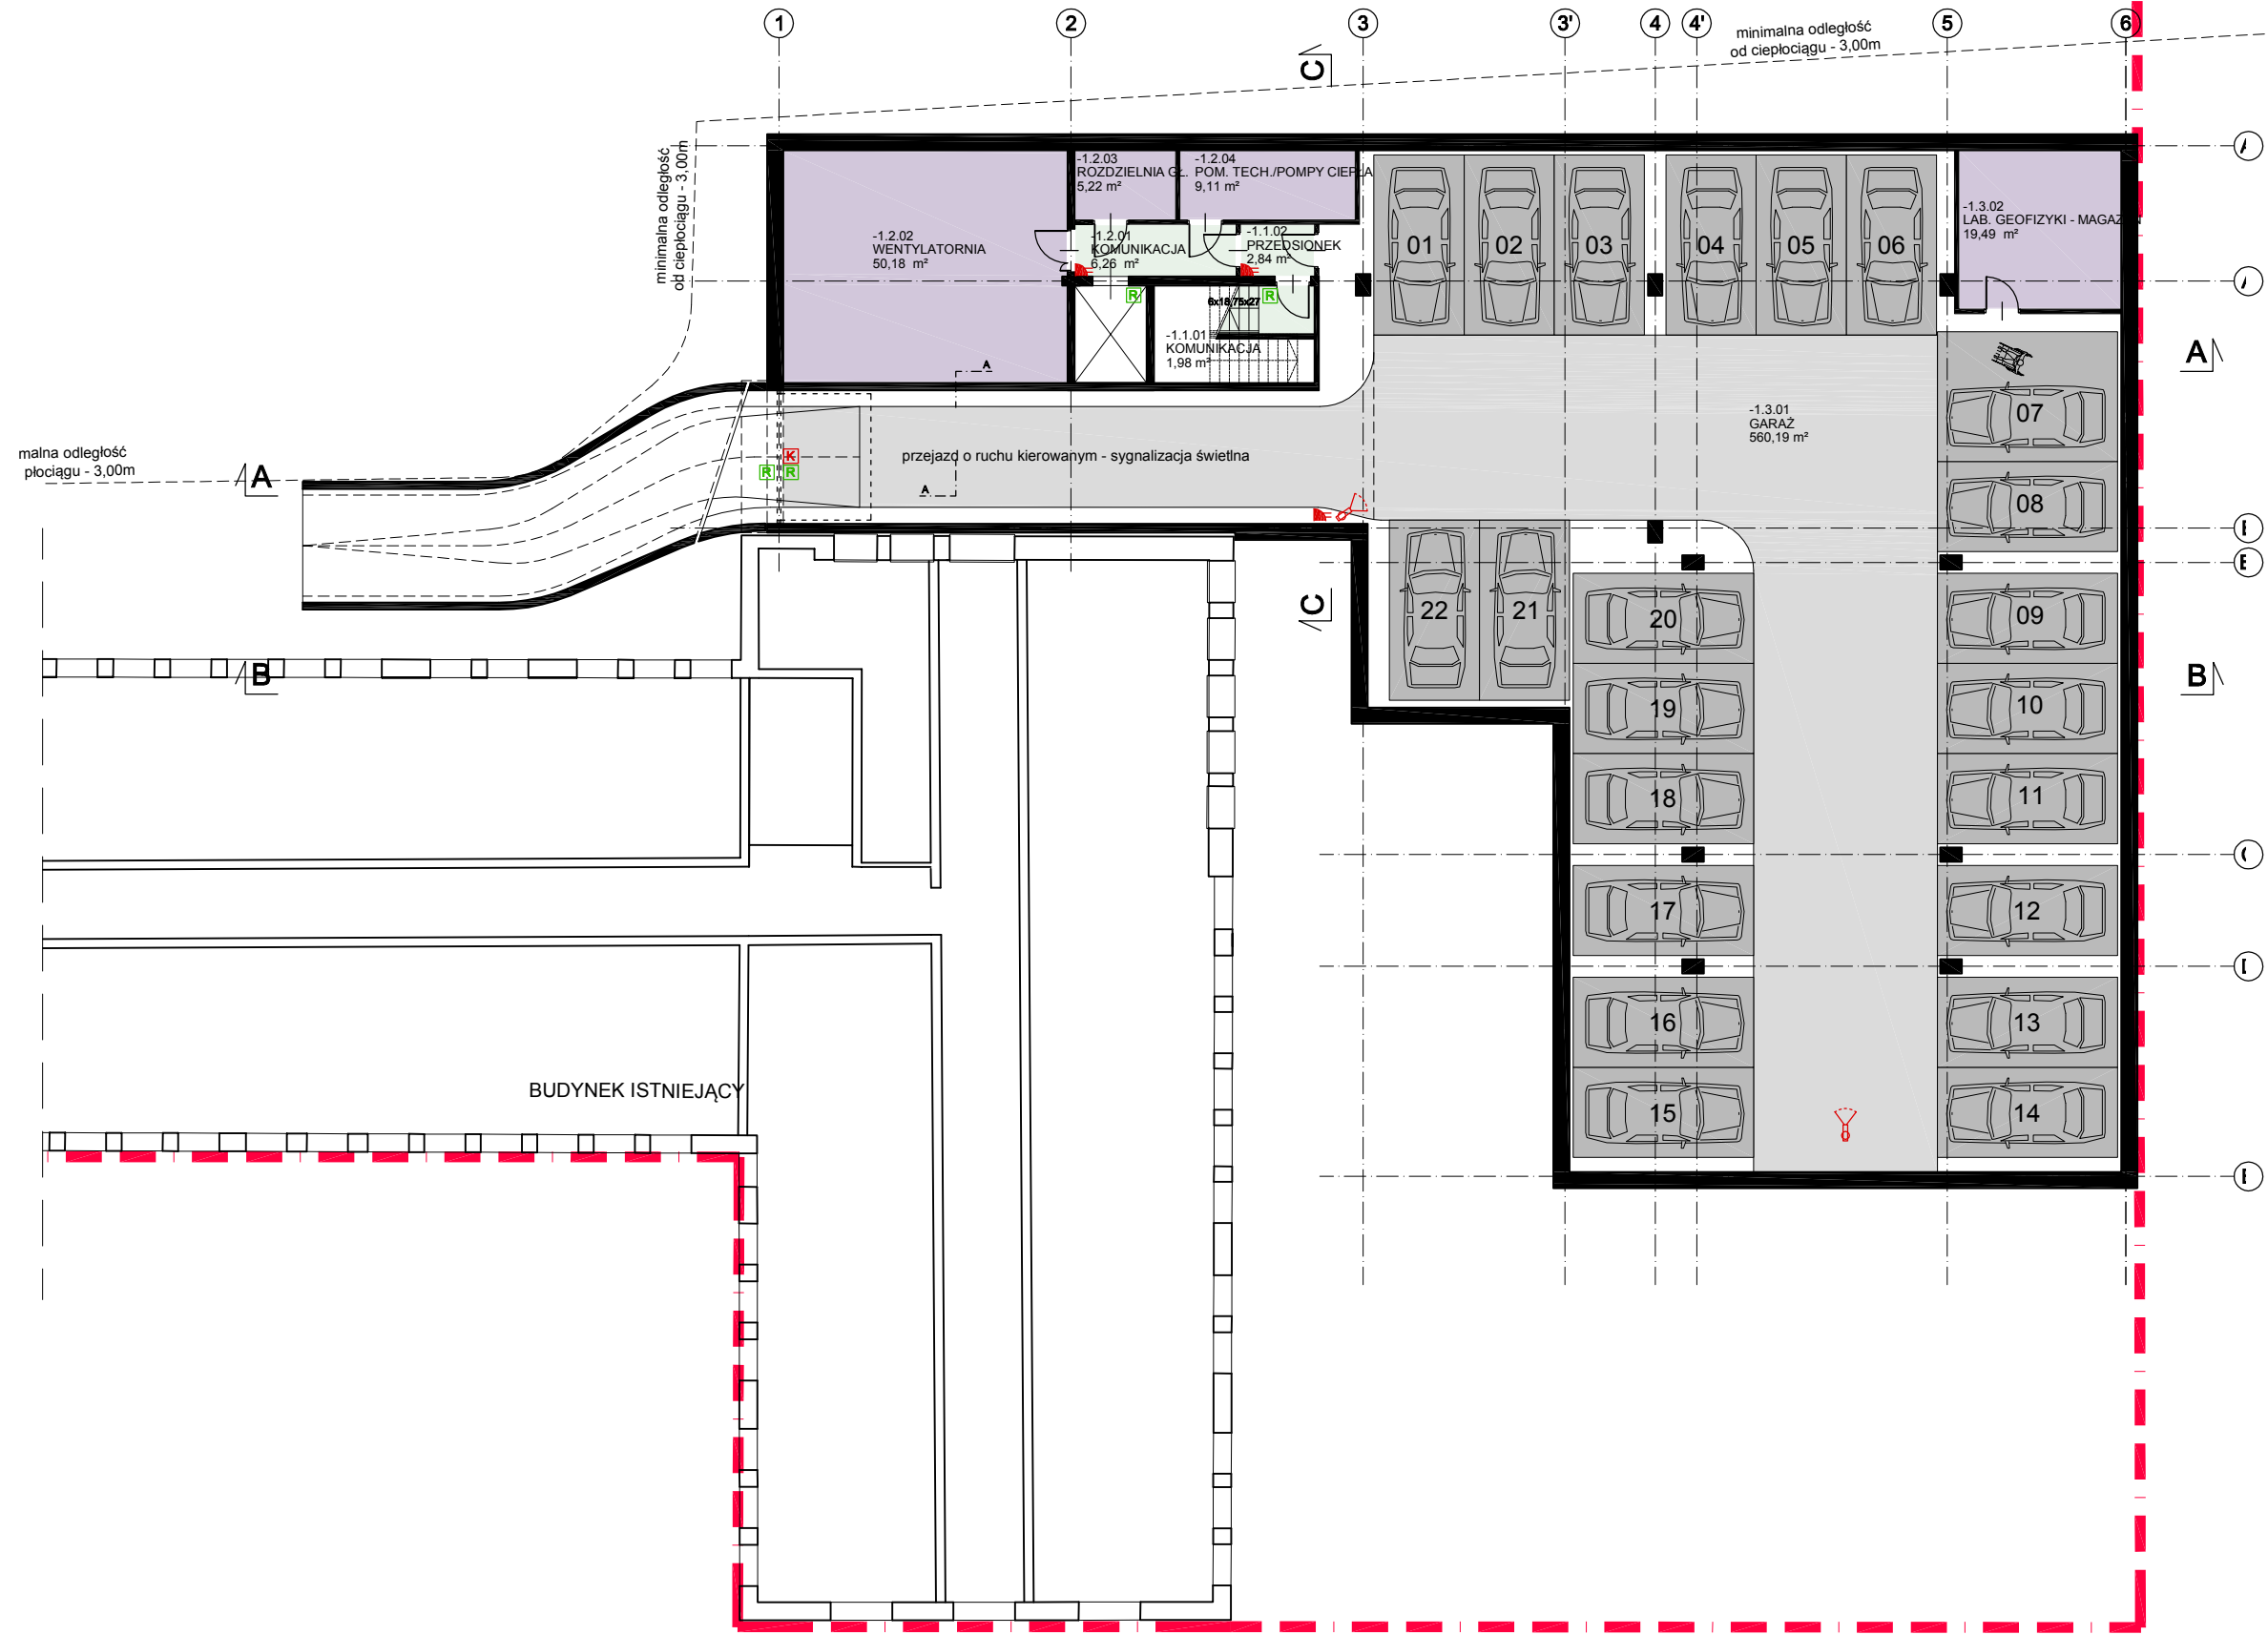 1
2
3
3'
4
4'
5
6
minimalna odległość
od ciepłociągu - 3,00m
C
minimalna odległość
od ciepłociągu - 3,00m
-1.2.03
ROZDZIELNIA GŁ.
5,22 m²
-1.2.04
POM. TECH./POMPY CIEPŁA
9,11 m²
-1.2.02
WENTYLATORNIA
50,18 m²
-1.2.01
KOMUNIKACJA
6,26 m²
-1.1.02
PRZEDSIONEK
2,84 m²
R
R
6x18,75x27
-1.1.01
KOMUNIKACJA
1,98 m²
01
02
03
04
05
06
-1.3.02
LAB. GEOFIZYKI - MAGAZ
19,49 m²
A
A
07
-1.3.01
GARAŻ
560,19 m²
malna odległość
płociągu - 3,00m
A
K
R
R
przejazd o ruchu kierowanym - sygnalizacja świetlna
A
08
C
22
21
20
09
B
B
19
10
18
11
17
12
16
13
BUDYNEK ISTNIEJĄCY
15
14